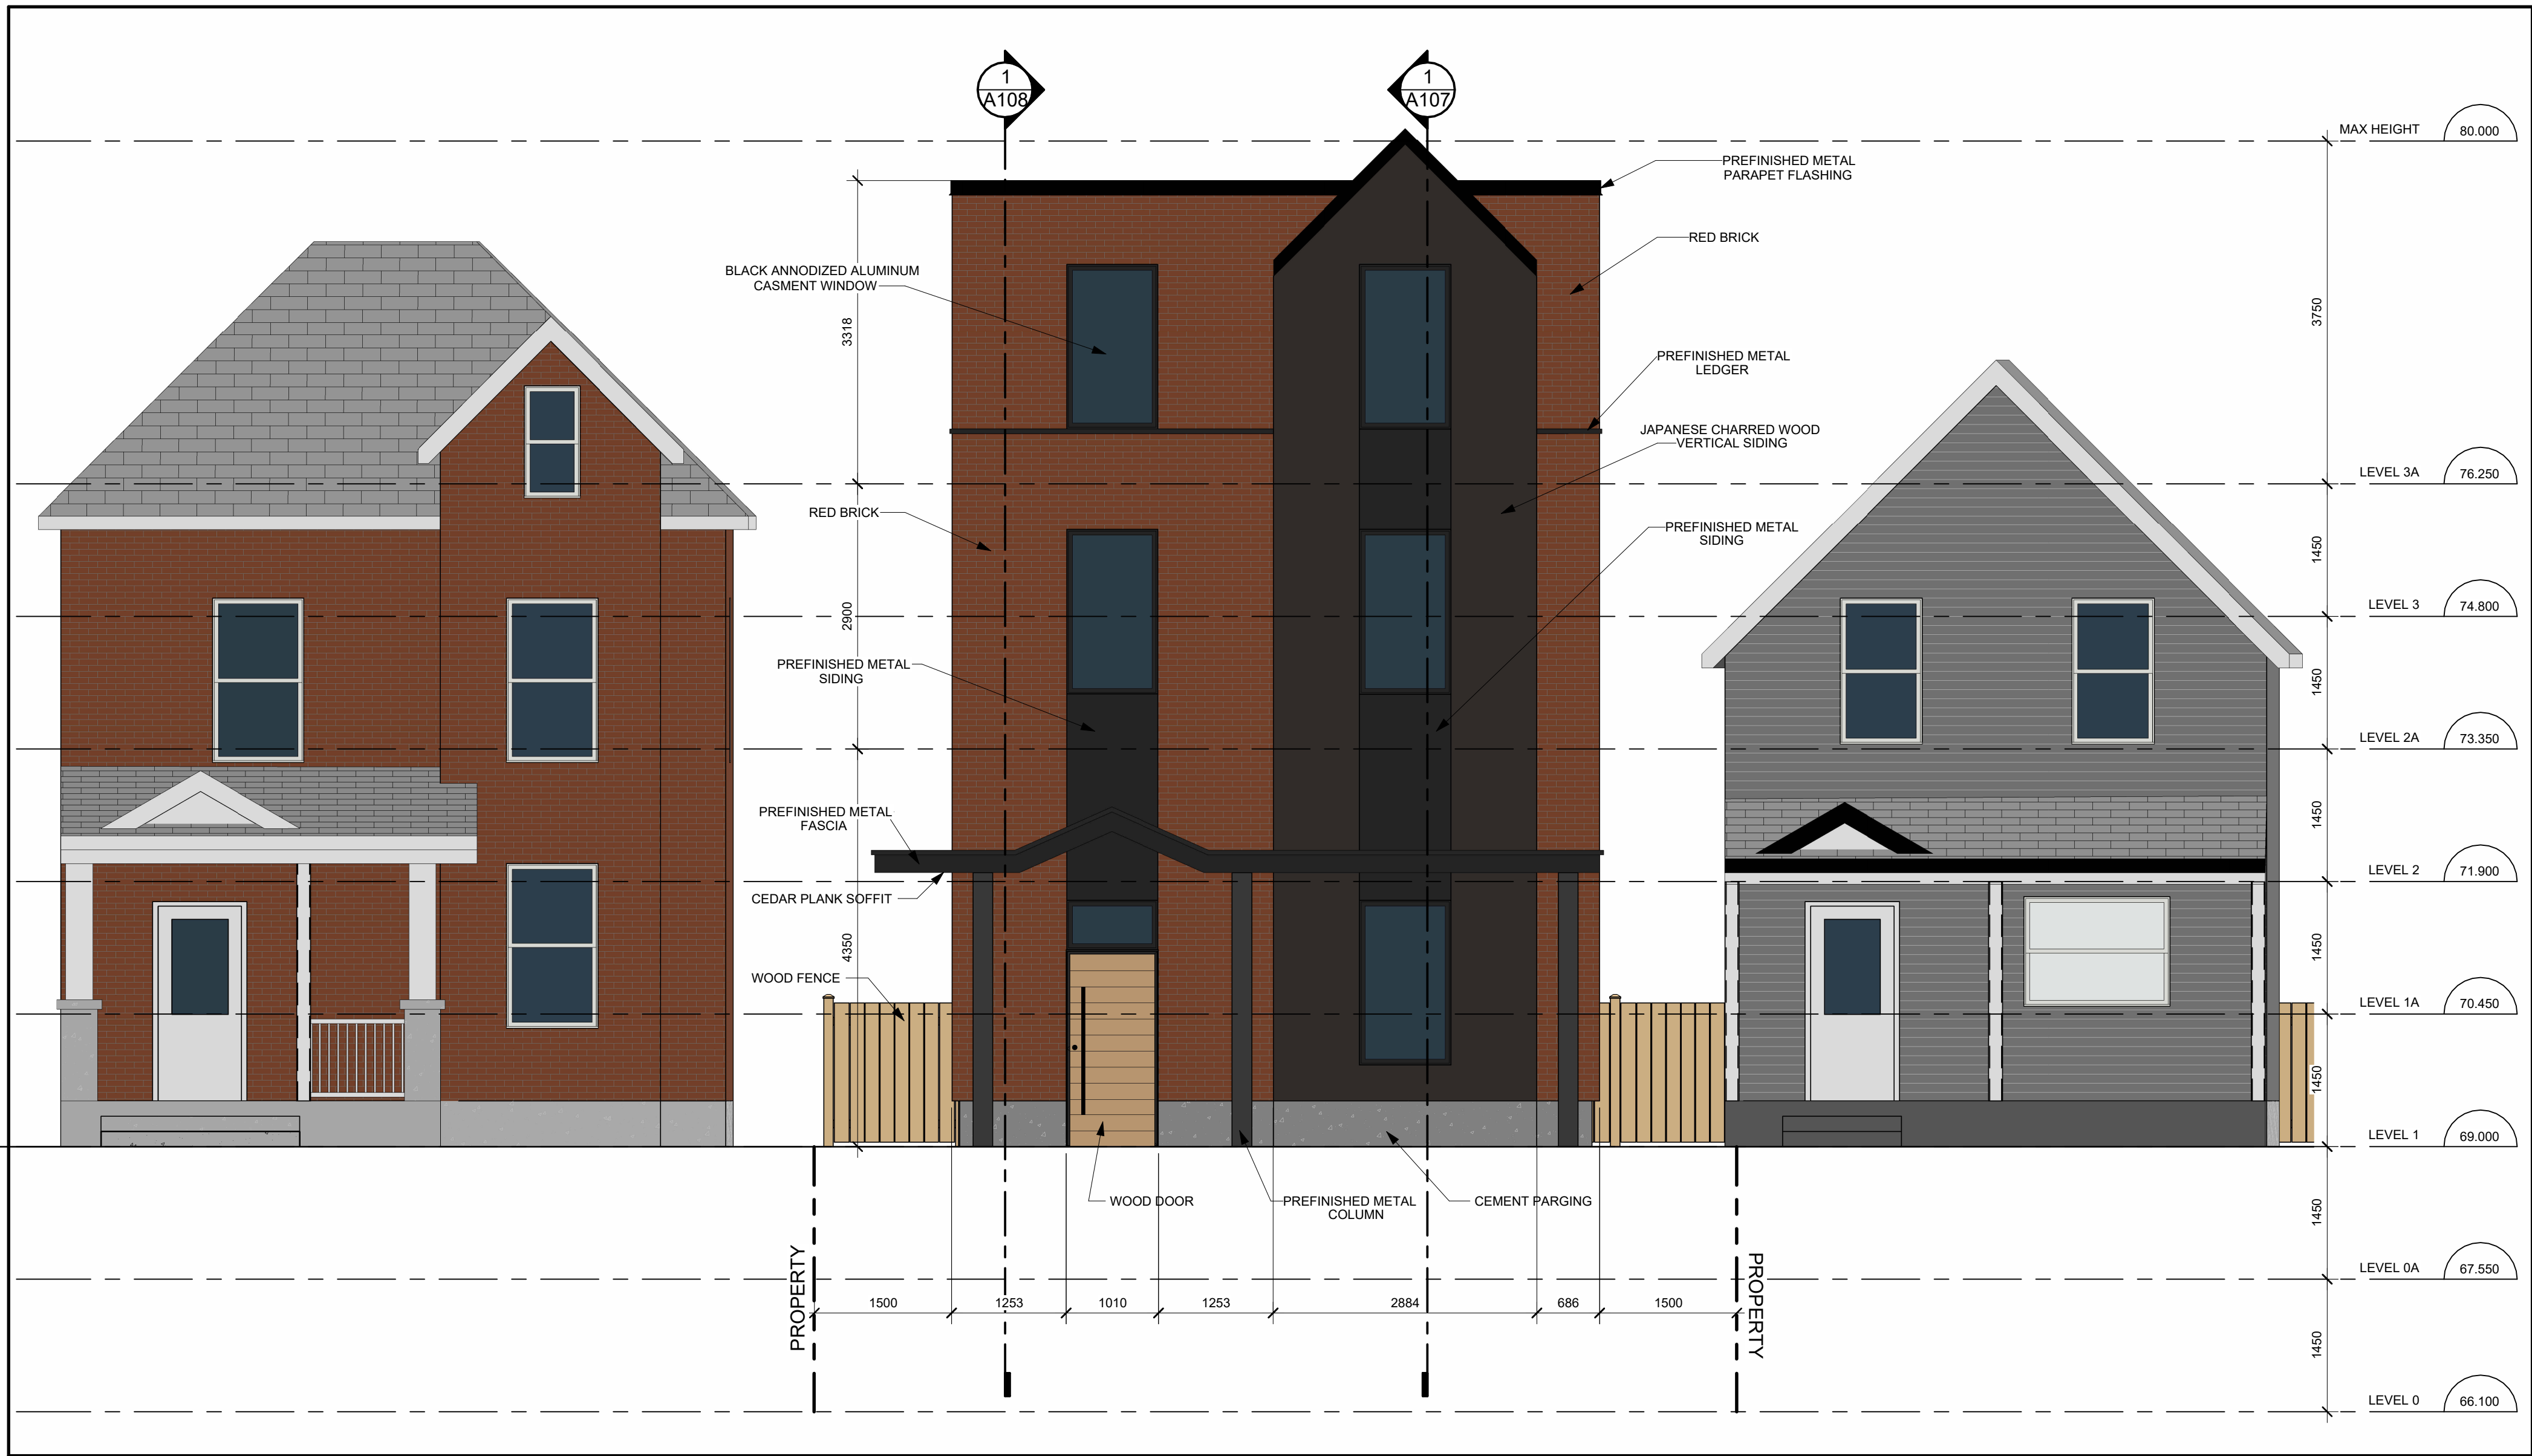 1
A108
1
A107
MAX HEIGHT 80.000
PREFINISHED METAL
PARAPET FLASHING
RED BRICK
BLACK ANNODIZED ALUMINUM
CASMENT WINDOW
3318
3750
PREFINISHED METAL
LEDGER
JAPANESE CHARRED WOOD
VERTICAL SIDING
LEVEL 3A 76.250
RED BRICK
PREFINISHED METAL
SIDING
1450
LEVEL 3 74.800
2900
PREFINISHED METAL
SIDING
1450
LEVEL 2A 73.350
PREFINISHED METAL
FASCIA
1450
LEVEL 2 71.900
CEDAR PLANK SOFFIT
4350
1450
WOOD FENCE
LEVEL 1A 70.450
1450
LEVEL 1 69.000
WOOD DOOR
PREFINISHED METAL
COLUMN
CEMENT PARGING
1450
LEVEL 0A 67.550
PROPERTY
PROPERTY
1500 1253 1010 1253 2884 686 1500
1450
LEVEL 0 66.100